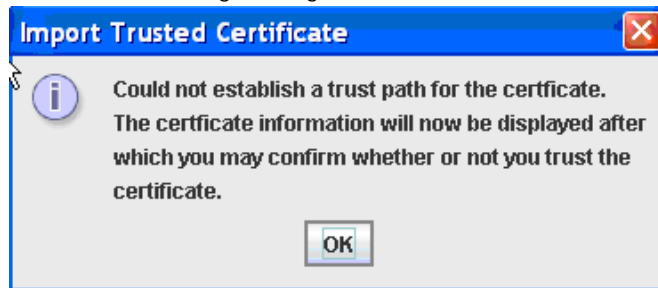 Import Trusted Certificate
Could not establish a trust path for the certficate.
The certficate information will now be displayed after
which you may confirm whether or not you trust the
certificate.
OK